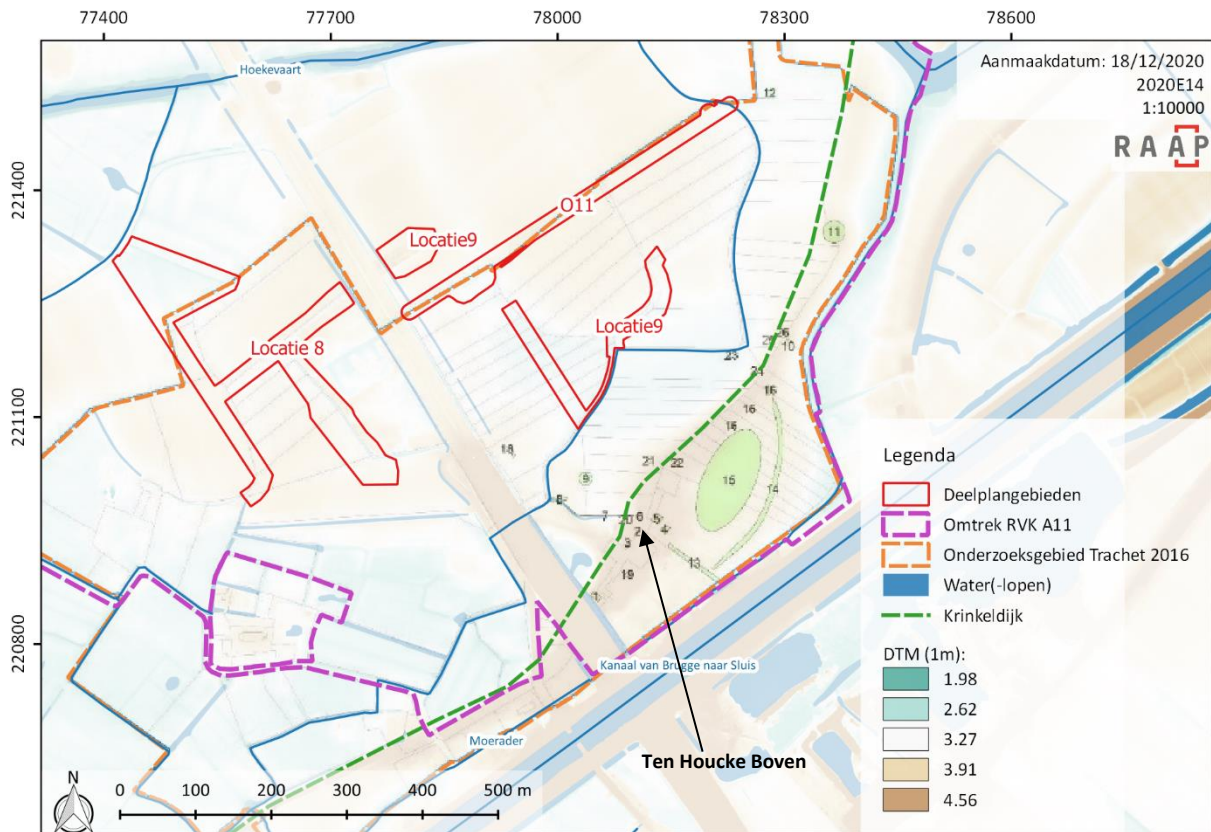 77400 77700 78000 78300 78600
Aanmaakdatum: 18/12/2020
2020E14
1:10000
RAAP
Hoekevaart
12
221400
O11
11
Locatie9
Locatie9
Locatie 8
26
10
23
24
16
221100
16
18
21
22
15
9
14
8
7
20
6
5
4
2
3
13
19
1
220800
Kanaal van Brugge naar Sluis
Moerader
Ten Houcke Boven
N
0 100 200 300 400 500 m
Legenda
Deelplangebieden
Omtrek RVK A11
Onderzoeksgebied Trachet 2016
Water(-lopen)
Krinkeldijk
DTM (1m):
1.98
2.62
3.27
3.91
4.56